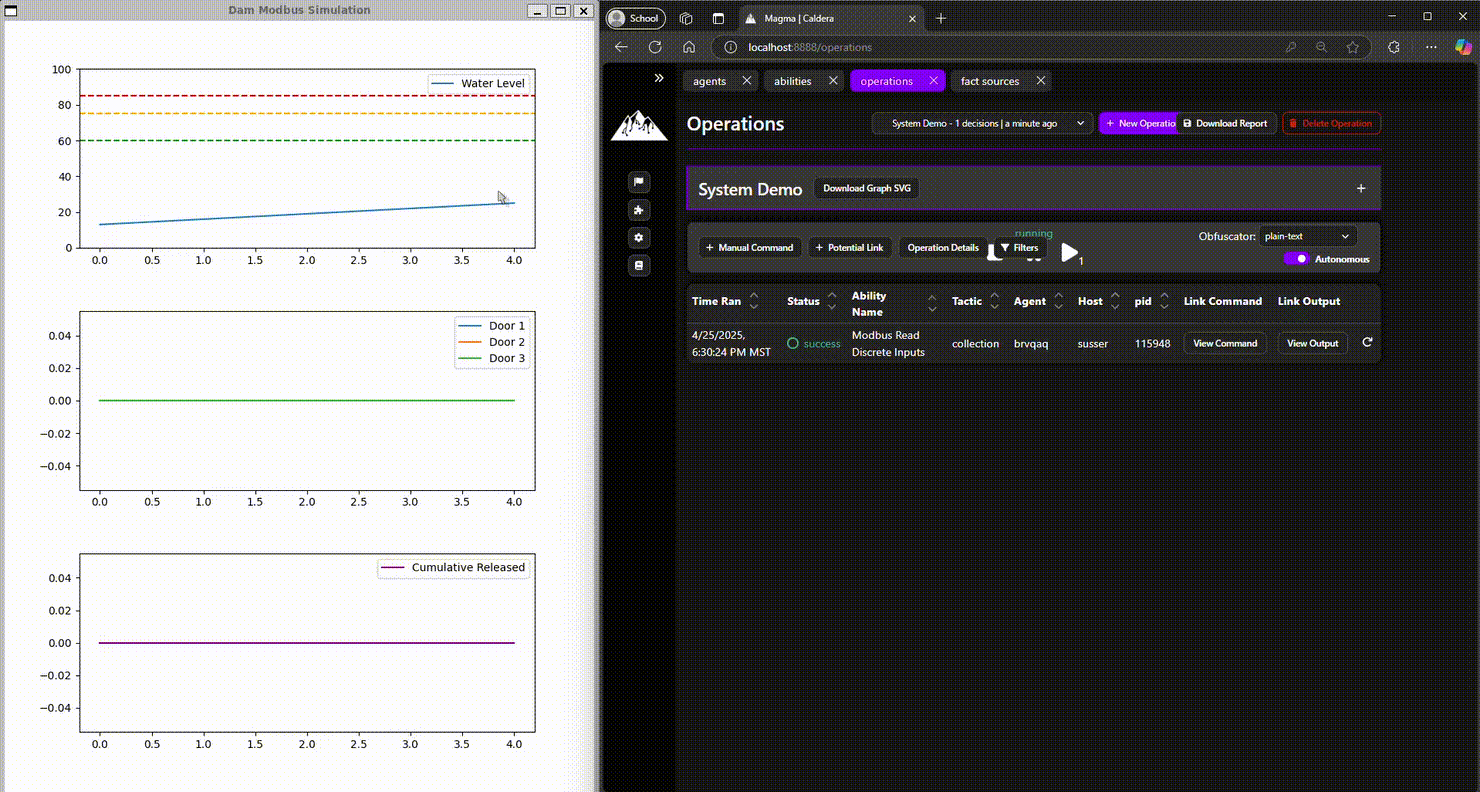 Dam Modbus Simulation
Water Level
100
80
60
40
20
0
0.0 0.5 1.0 1.5 2.0 2.5 3.0 3.5 4.0
Door 1
Door 2
Door 3
0.04
0.02
0.00
−0.02
−0.04
0.0 0.5 1.0 1.5 2.0 2.5 3.0 3.5 4.0
Cumulative Released
0.04
0.02
0.00
−0.02
−0.04
0.0 0.5 1.0 1.5 2.0 2.5 3.0 3.5 4.0
School
Magma | Caldera
localhost:8888/operations
agents abilities operations fact sources
Operations
System Demo - 1 decisions | a minute ago
+ New Operatio
Download Report
Delete Operation
System Demo
Download Graph SVG
+
+ Manual Command
+ Potential Link
Operation Details
Filters
running
1
Obfuscator: plain-text
Autonomous
Time Ran Status Ability Name Tactic Agent Host pid Link Command Link Output
4/25/2025, 6:30:24 PM MST success Modbus Read Discrete Inputs collection brvqaq susser 115948 View Command View Output